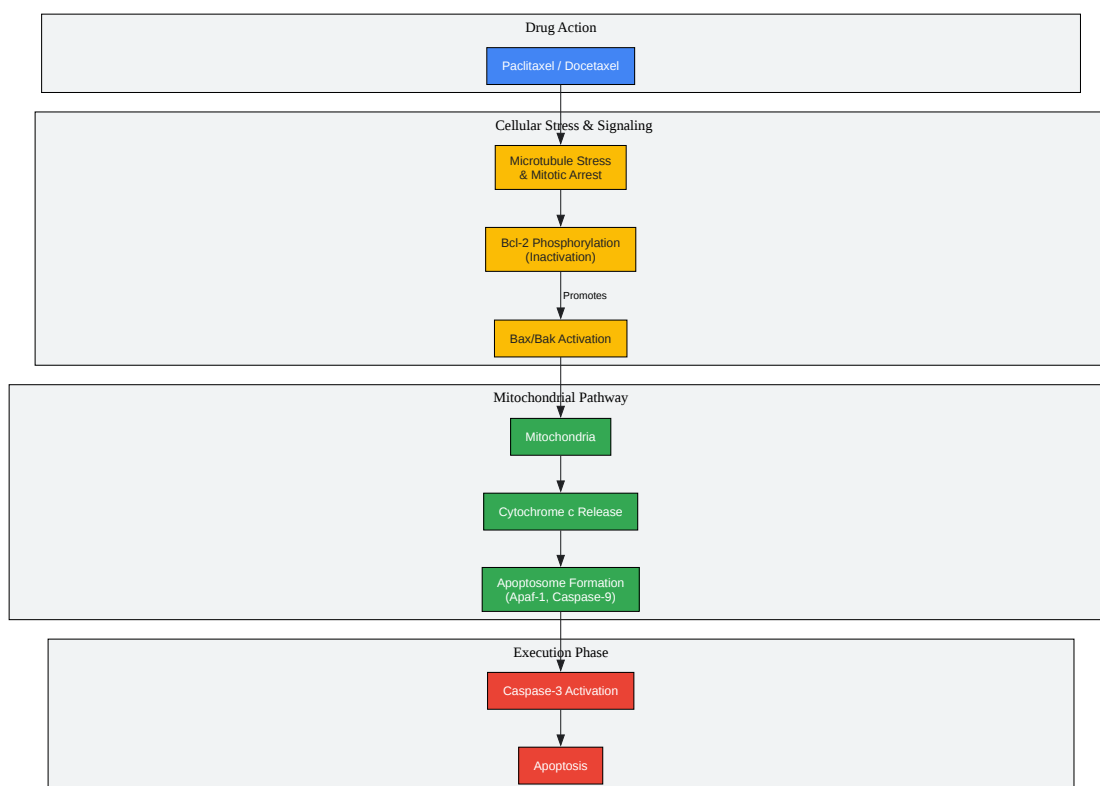 Drug Action
Paclitaxel / Docetaxel
Cellular Stress & Signaling
Microtubule Stress
& Mitotic Arrest
Bcl-2 Phosphorylation
(Inactivation)
Promotes
Bax/Bak Activation
Mitochondrial Pathway
Mitochondria
Cytochrome c Release
Apoptosome Formation
(Apaf-1, Caspase-9)
Execution Phase
Caspase-3 Activation
Apoptosis